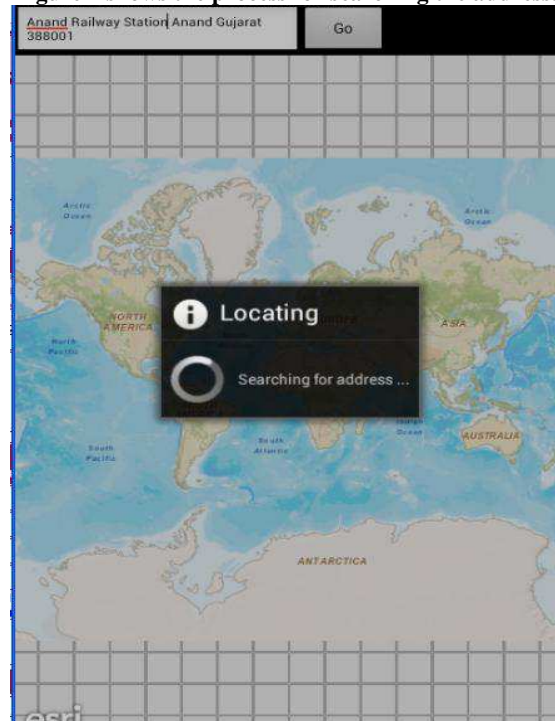 Anand Railway Station Anand Gujarat
388001
Go
Arctic
Ocean
Arctic
Ocean
NORTH
AMERICA
ASIA
North
Pacific
Locating
Searching for address ...
Indian
Ocean
AUSTRALIA
South
Pacific
South
Atlantic
ANTARCTICA
esri